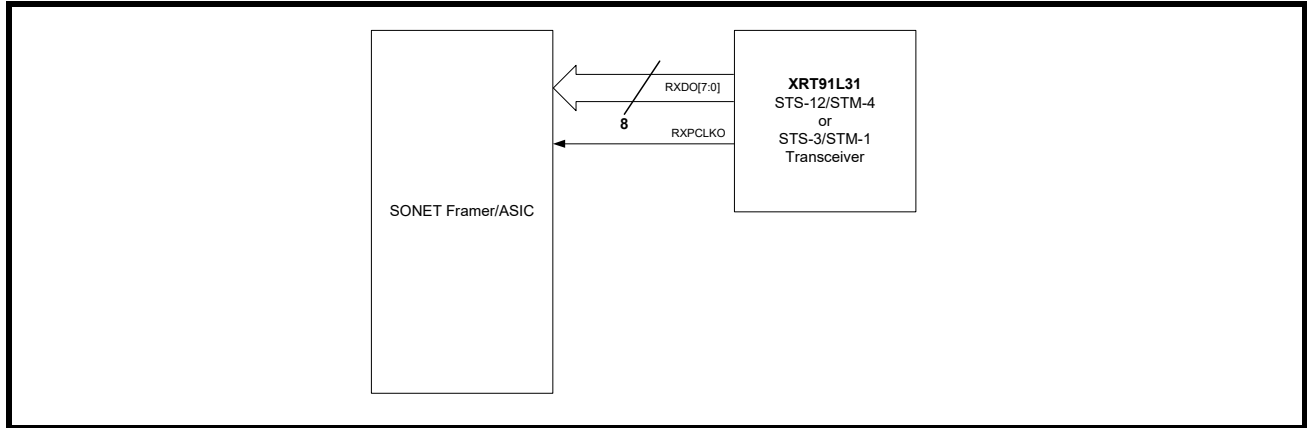 RXDO[7:0]
8
RXPCLKO
XRT91L31
STS-12/STM-4
or
STS-3/STM-1
Transceiver
SONET Framer/ASIC